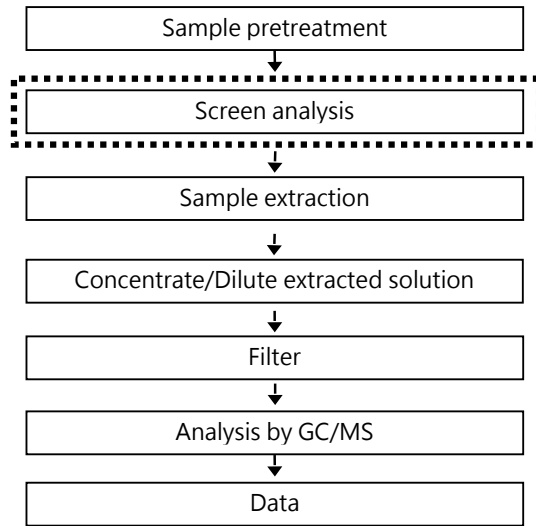 Sample pretreatment
Screen analysis
Sample extraction
Concentrate/Dilute extracted solution
Filter
Analysis by GC/MS
Data